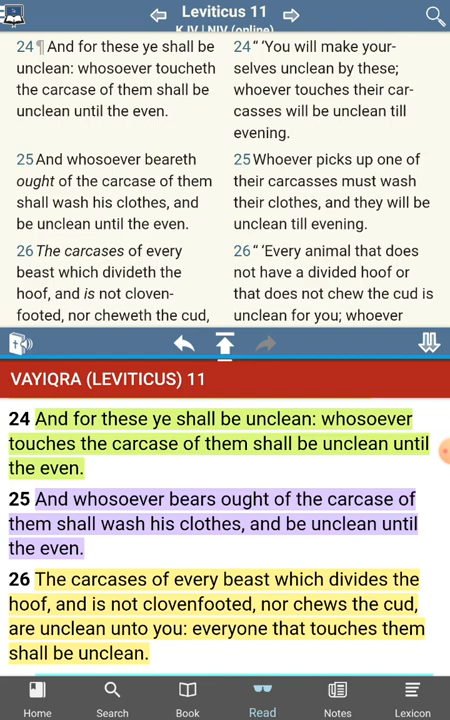 Leviticus 11
KJV | NIV (online)
24 ¶ And for these ye shall be
unclean: whosoever toucheth
the carcase of them shall be
unclean until the even.
24 “ ‘You will make your-
selves unclean by these;
whoever touches their car-
casses will be unclean till
evening.
25 And whosoever beareth
ought of the carcase of them
shall wash his clothes, and
be unclean until the even.
25 Whoever picks up one of
their carcasses must wash
their clothes, and they will be
unclean till evening.
26 The carcases of every
beast which divideth the
hoof, and is not cloven-
footed, nor cheweth the cud,
26 “ ‘Every animal that does
not have a divided hoof or
that does not chew the cud is
unclean for you; whoever
VAYIQRA (LEVITICUS) 11
24 And for these ye shall be unclean: whosoever
touches the carcase of them shall be unclean until
the even.
25 And whosoever bears ought of the carcase of
them shall wash his clothes, and be unclean until
the even.
26 The carcases of every beast which divides the
hoof, and is not clovenfooted, nor chews the cud,
are unclean unto you: everyone that touches them
shall be unclean.
Home Search Book Read Notes Lexicon